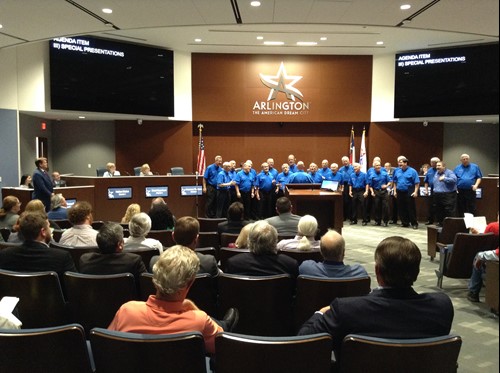 AGENDA ITEM
III) SPECIAL PRESENTATIONS
AGENDA ITEM
III) SPECIAL PRESENTATIONS
ARLINGTON
THE AMERICAN DREAM CITY